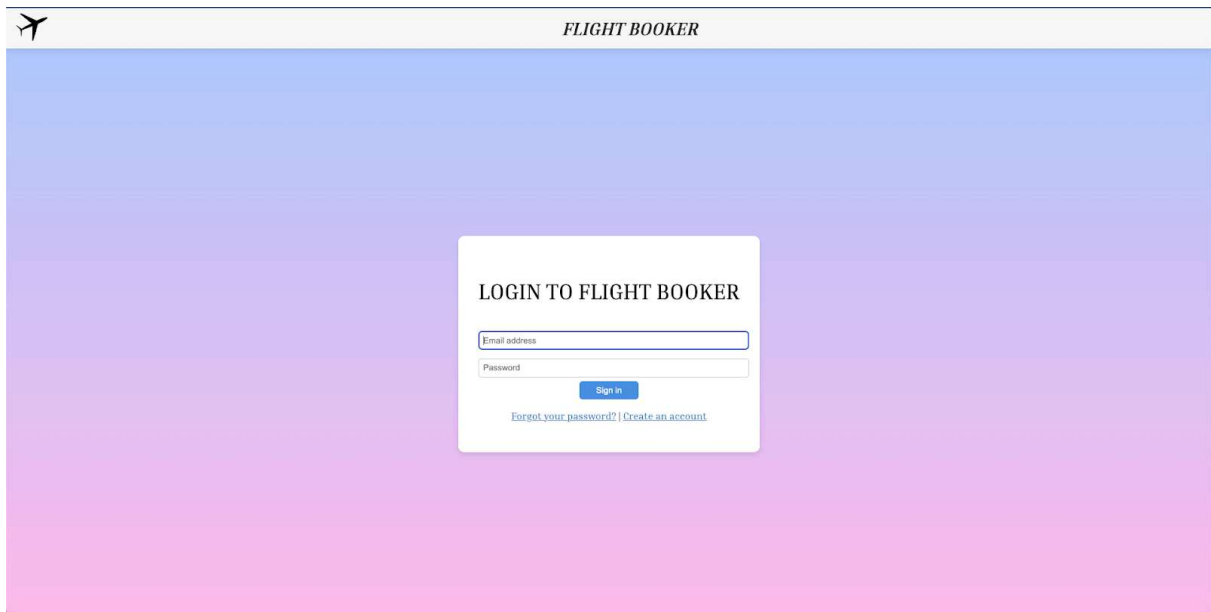 FLIGHT BOOKER
LOGIN TO FLIGHT BOOKER
Email address
Password
Sign in
Forgot your password? | Create an account